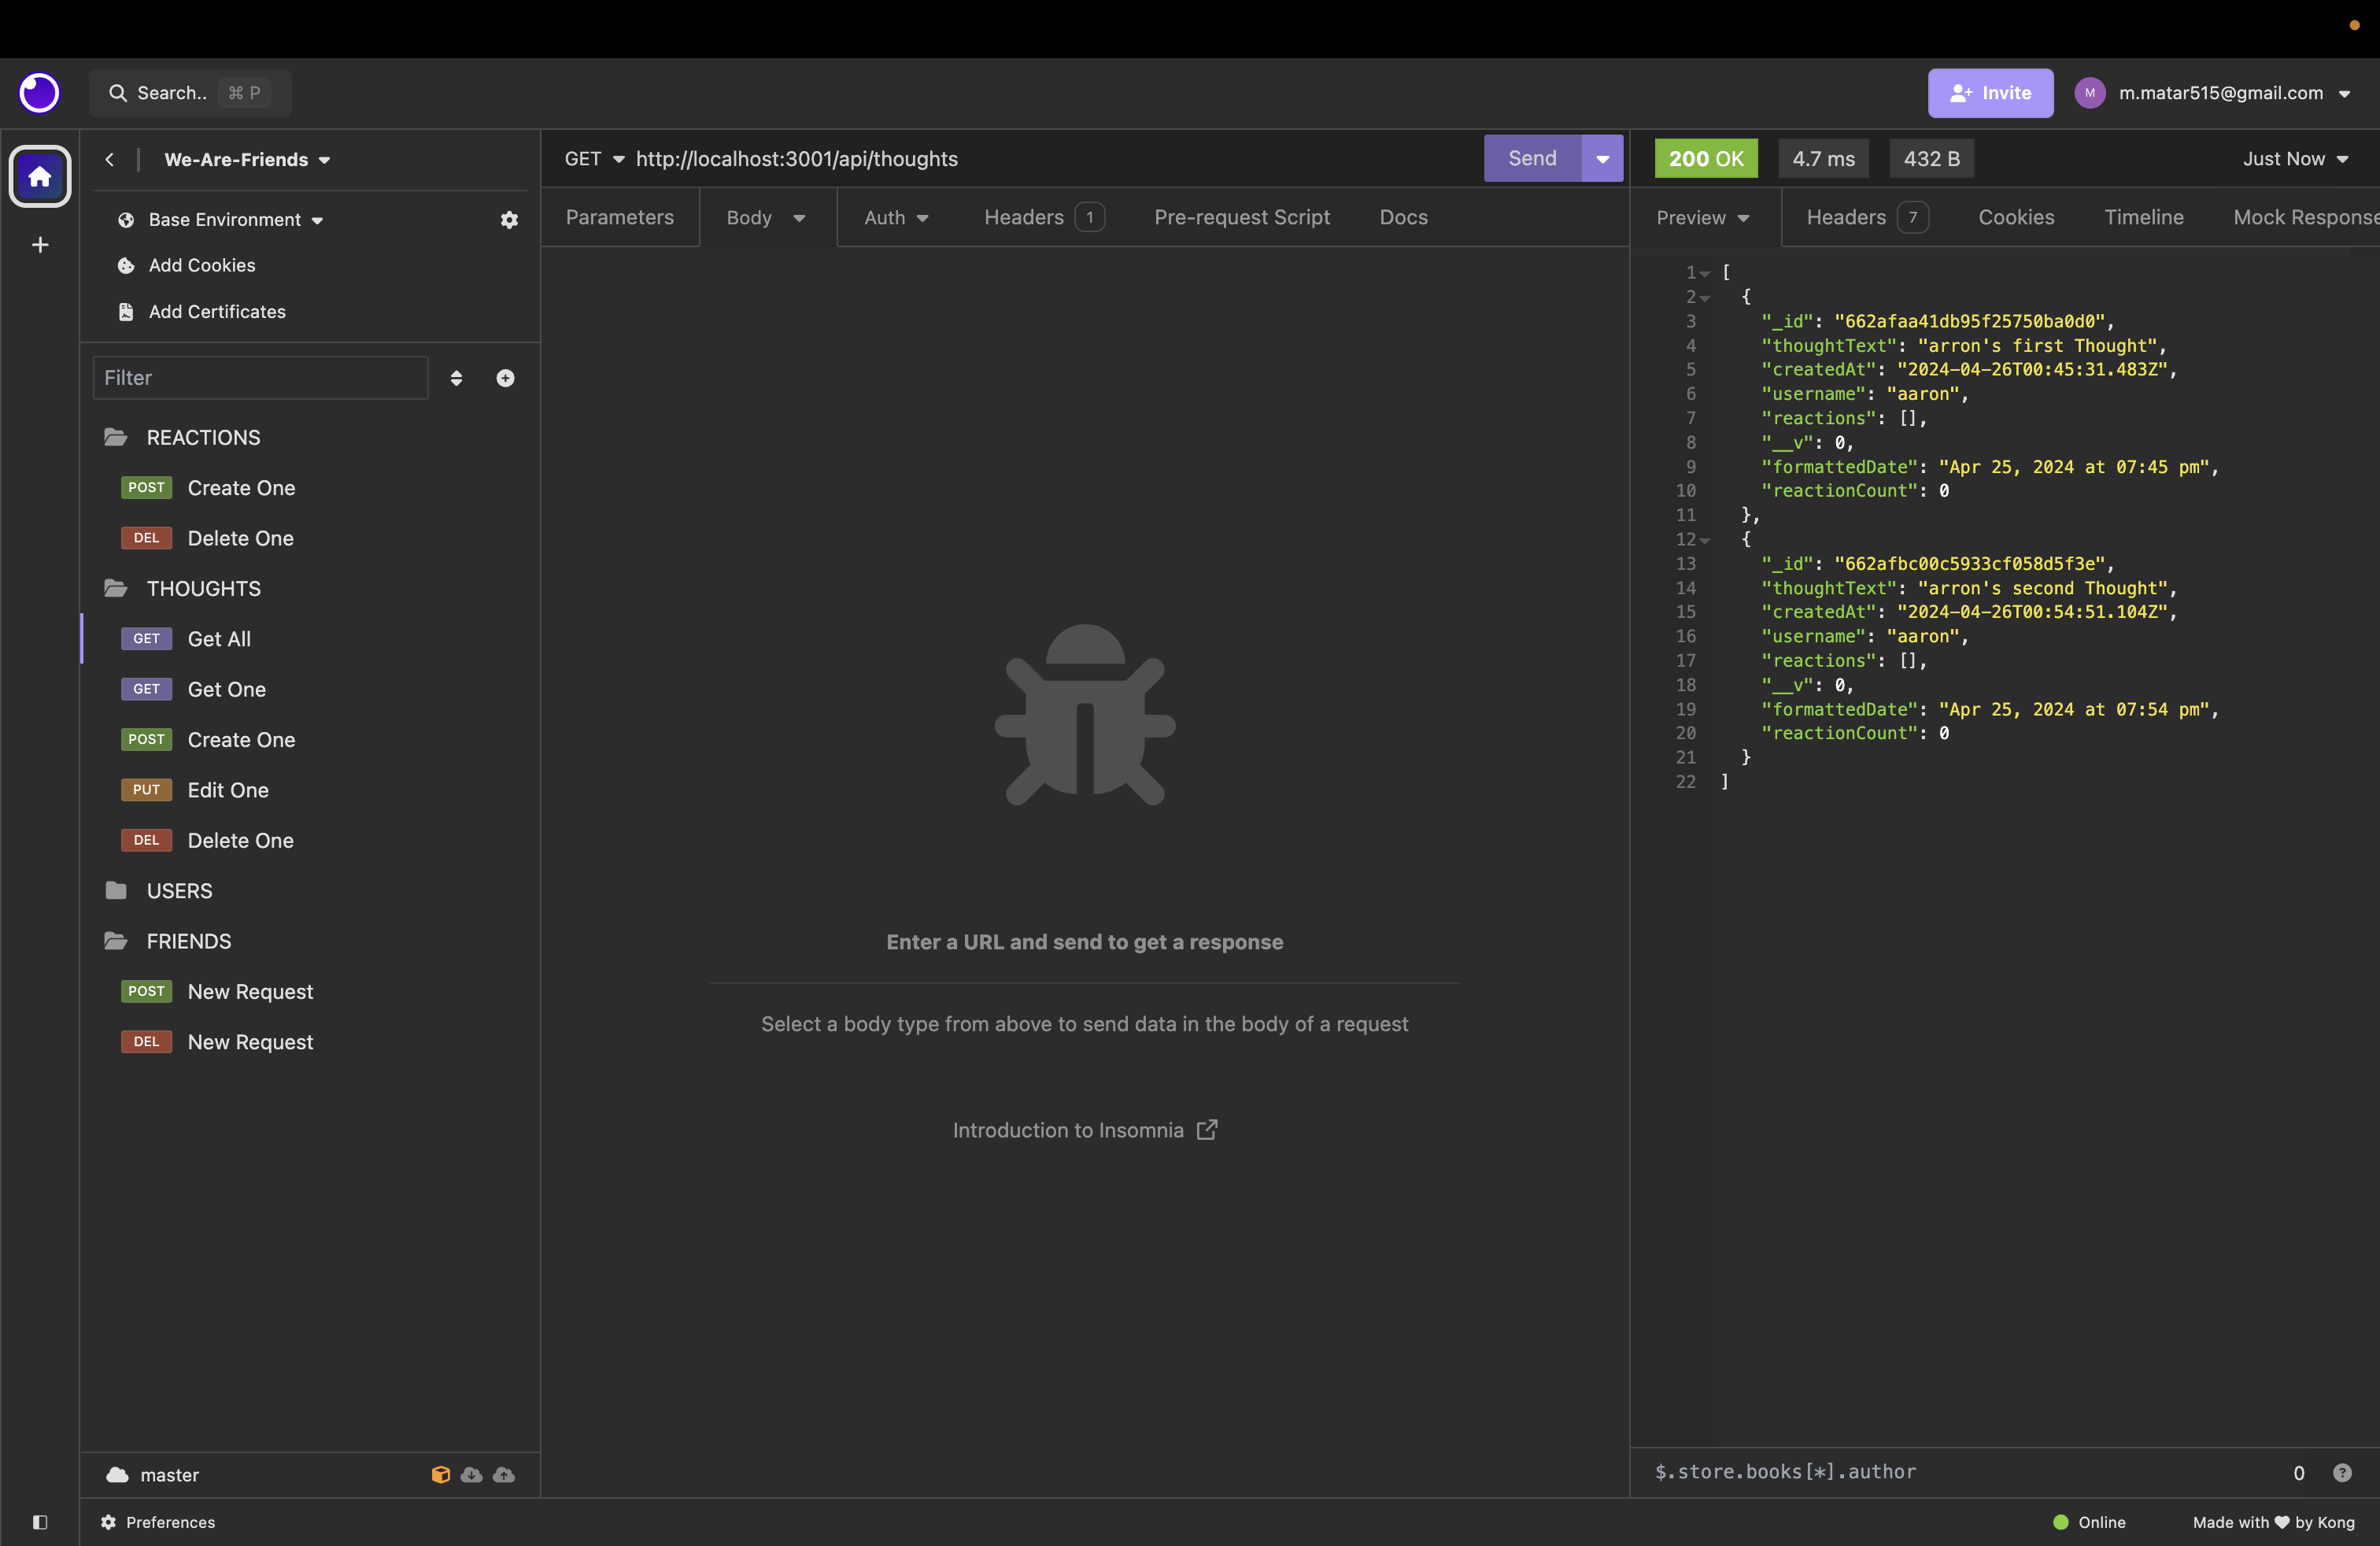 Search.. ⌘ P
Invite
M
m.matar515@gmail.com
We-Are-Friends
Base Environment
Add Cookies
Add Certificates
Filter
REACTIONS
POST Create One
DEL Delete One
THOUGHTS
GET Get All
GET Get One
POST Create One
PUT Edit One
DEL Delete One
USERS
FRIENDS
POST New Request
DEL New Request
master
GET http://localhost:3001/api/thoughts Send
Parameters Body Auth Headers 1 Pre-request Script Docs
Enter a URL and send to get a response
Select a body type from above to send data in the body of a request
Introduction to Insomnia
200 OK 4.7 ms 432 B Just Now
Preview Headers 7 Cookies Timeline Mock Response
1 [
2 {
3 "_id": "662afaa41db95f25750ba0d0",
4 "thoughtText": "arron's first Thought",
5 "createdAt": "2024-04-26T00:45:31.483Z",
6 "username": "aaron",
7 "reactions": [],
8 "__v": 0,
9 "formattedDate": "Apr 25, 2024 at 07:45 pm",
10 "reactionCount": 0
11 },
12 {
13 "_id": "662afbc00c5933cf058d5f3e",
14 "thoughtText": "arron's second Thought",
15 "createdAt": "2024-04-26T00:54:51.104Z",
16 "username": "aaron",
17 "reactions": [],
18 "__v": 0,
19 "formattedDate": "Apr 25, 2024 at 07:54 pm",
20 "reactionCount": 0
21 }
22 ]
$.store.books[*].author 0 ?
Preferences
Online
Made with ♥ by Kong